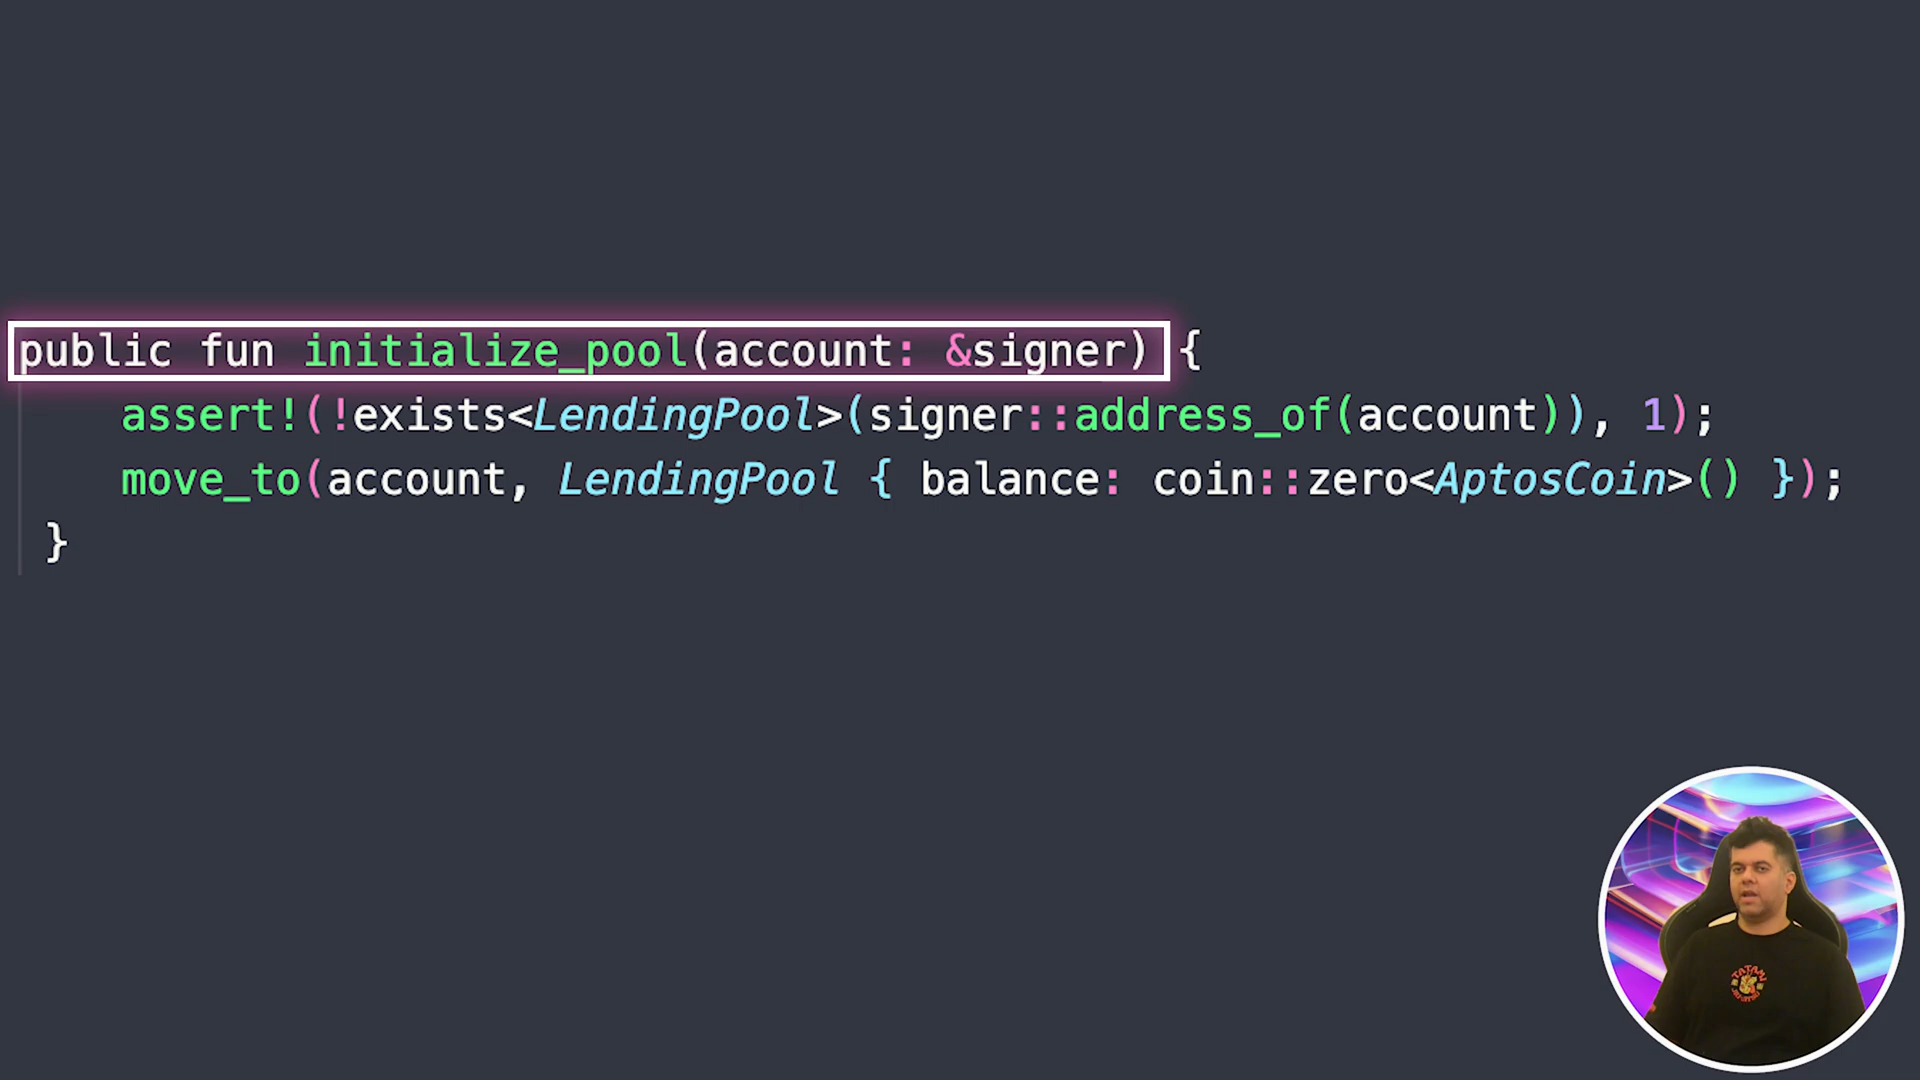 public fun initialize_pool(account: &signer) {
assert!(!exists<LendingPool>(signer::address_of(account)), 1);
move_to(account, LendingPool { balance: coin::zero<AptosCoin>() });
}
TATAMI